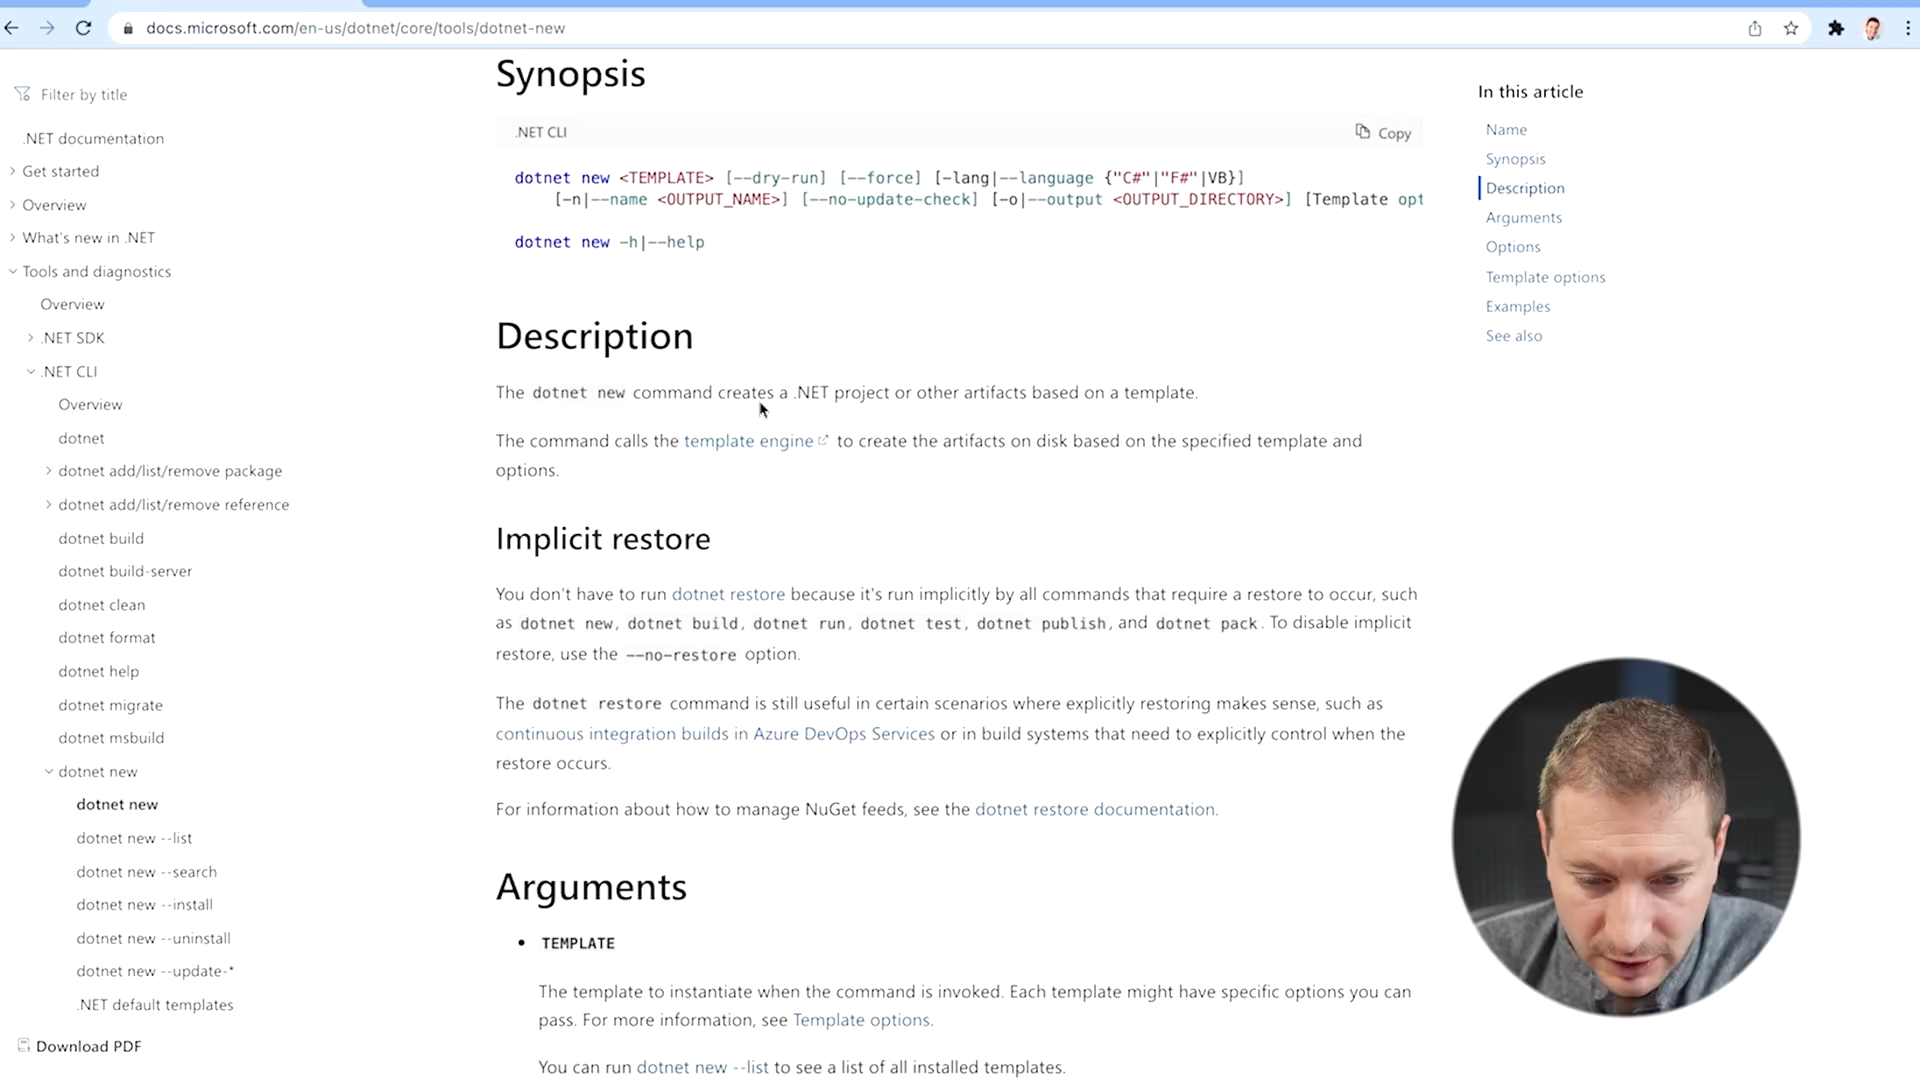 docs.microsoft.com/en-us/dotnet/core/tools/dotnet-new
Filter by title
.NET documentation
Get started
Overview
What's new in .NET
Tools and diagnostics
Overview
.NET SDK
.NET CLI
Overview
dotnet
dotnet add/list/remove package
dotnet add/list/remove reference
dotnet build
dotnet build-server
dotnet clean
dotnet format
dotnet help
dotnet migrate
dotnet msbuild
dotnet new
dotnet new
dotnet new --list
dotnet new --search
dotnet new --install
dotnet new --uninstall
dotnet new --update-*
.NET default templates
Download PDF
Synopsis
.NET CLI
Copy
dotnet new <TEMPLATE> [--dry-run] [--force] [-lang|--language {"C#"|"F#"|VB}]
[-n|--name <OUTPUT_NAME>] [--no-update-check] [-o|--output <OUTPUT_DIRECTORY>] [Template opt
dotnet new -h|--help
Description
The dotnet new command creates a .NET project or other artifacts based on a template.
The command calls the template engine to create the artifacts on disk based on the specified template and
options.
Implicit restore
You don't have to run dotnet restore because it's run implicitly by all commands that require a restore to occur, such
as dotnet new, dotnet build, dotnet run, dotnet test, dotnet publish, and dotnet pack. To disable implicit
restore, use the --no-restore option.
The dotnet restore command is still useful in certain scenarios where explicitly restoring makes sense, such as
continuous integration builds in Azure DevOps Services or in build systems that need to explicitly control when the
restore occurs.
For information about how to manage NuGet feeds, see the dotnet restore documentation.
Arguments
• TEMPLATE
The template to instantiate when the command is invoked. Each template might have specific options you can
pass. For more information, see Template options.
You can run dotnet new --list to see a list of all installed templates.
In this article
Name
Synopsis
Description
Arguments
Options
Template options
Examples
See also